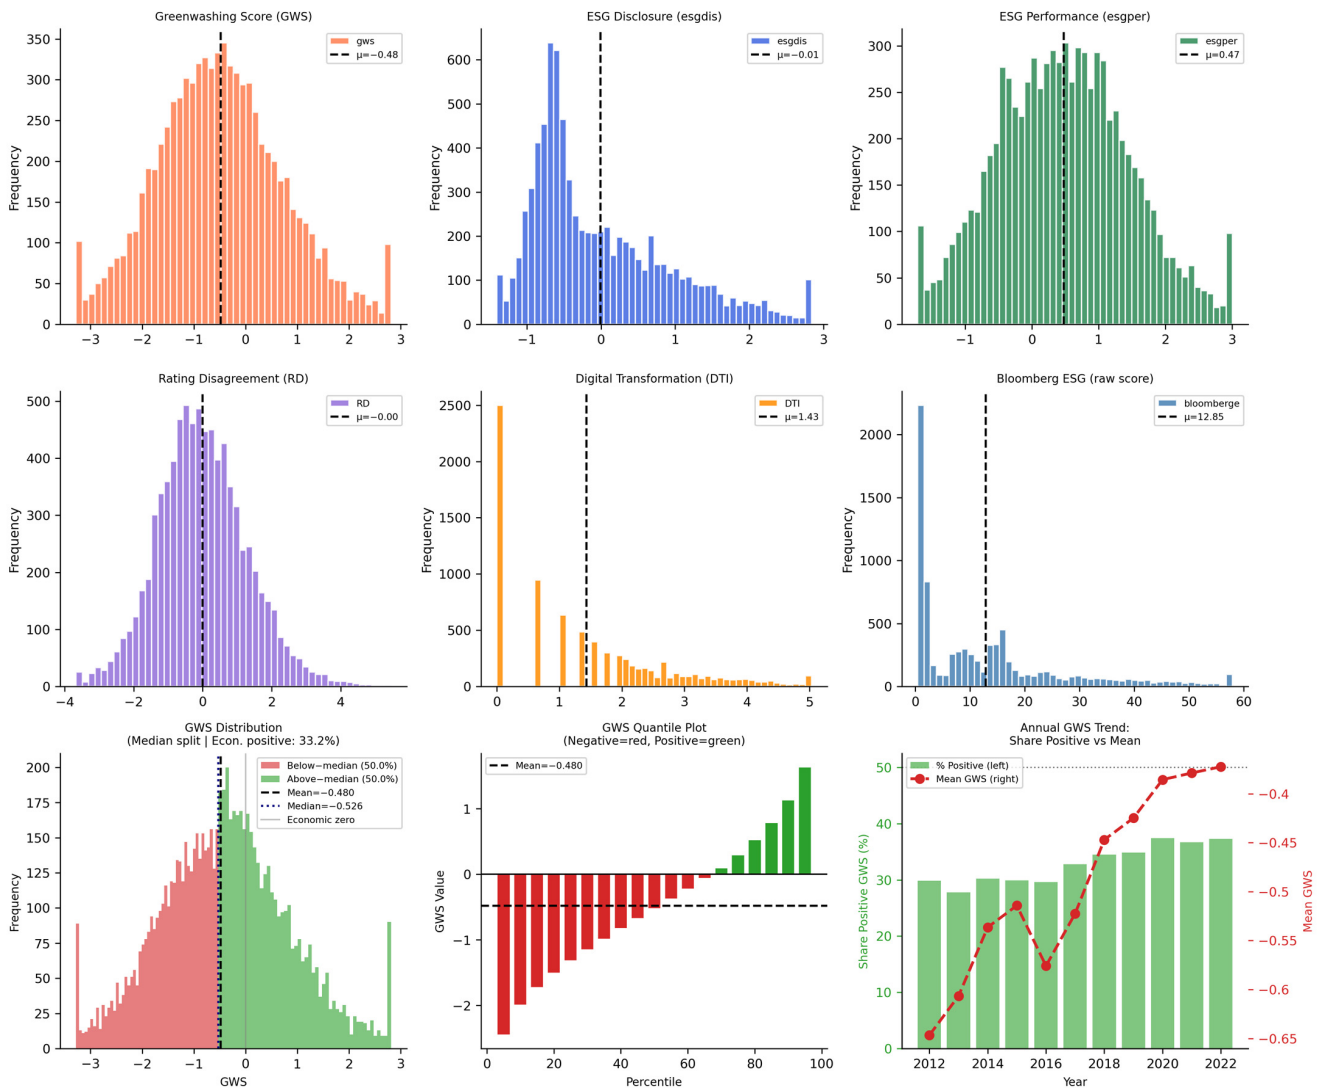 Greenwashing Score (GWS)
gws
μ=−0.48
Frequency
350
300
250
200
150
100
50
0
−3
−2
−1
0
1
2
3
ESG Disclosure (esgdis)
esgdis
μ=−0.01
Frequency
600
500
400
300
200
100
0
−1
0
1
2
3
ESG Performance (esgper)
esgper
μ=0.47
Frequency
300
250
200
150
100
50
0
−1
0
1
2
3
Rating Disagreement (RD)
RD
μ=−0.00
Frequency
500
400
300
200
100
0
−4
−2
0
2
4
Digital Transformation (DTI)
DTI
μ=1.43
Frequency
2500
2000
1500
1000
500
0
0
1
2
3
4
5
Bloomberg ESG (raw score)
bloomberge
μ=12.85
Frequency
2000
1500
1000
500
0
0
10
20
30
40
50
60
GWS Distribution
(Median split | Econ. positive: 33.2%)
Below−median (50.0%)
Above−median (50.0%)
Mean=−0.480
Median=−0.526
Economic zero
Frequency
200
175
150
125
100
75
50
25
0
−3
−2
−1
0
1
2
3
GWS
GWS Quantile Plot
(Negative=red, Positive=green)
Mean=−0.480
GWS Value
1
0
−1
−2
0
20
40
60
80
100
Percentile
Annual GWS Trend:
Share Positive vs Mean
% Positive (left)
Mean GWS (right)
Share Positive GWS (%)
50
40
30
20
10
0
2012
2014
2016
2018
2020
2022
Year
−0.4
−0.45
−0.5
−0.55
−0.6
−0.65
Mean GWS